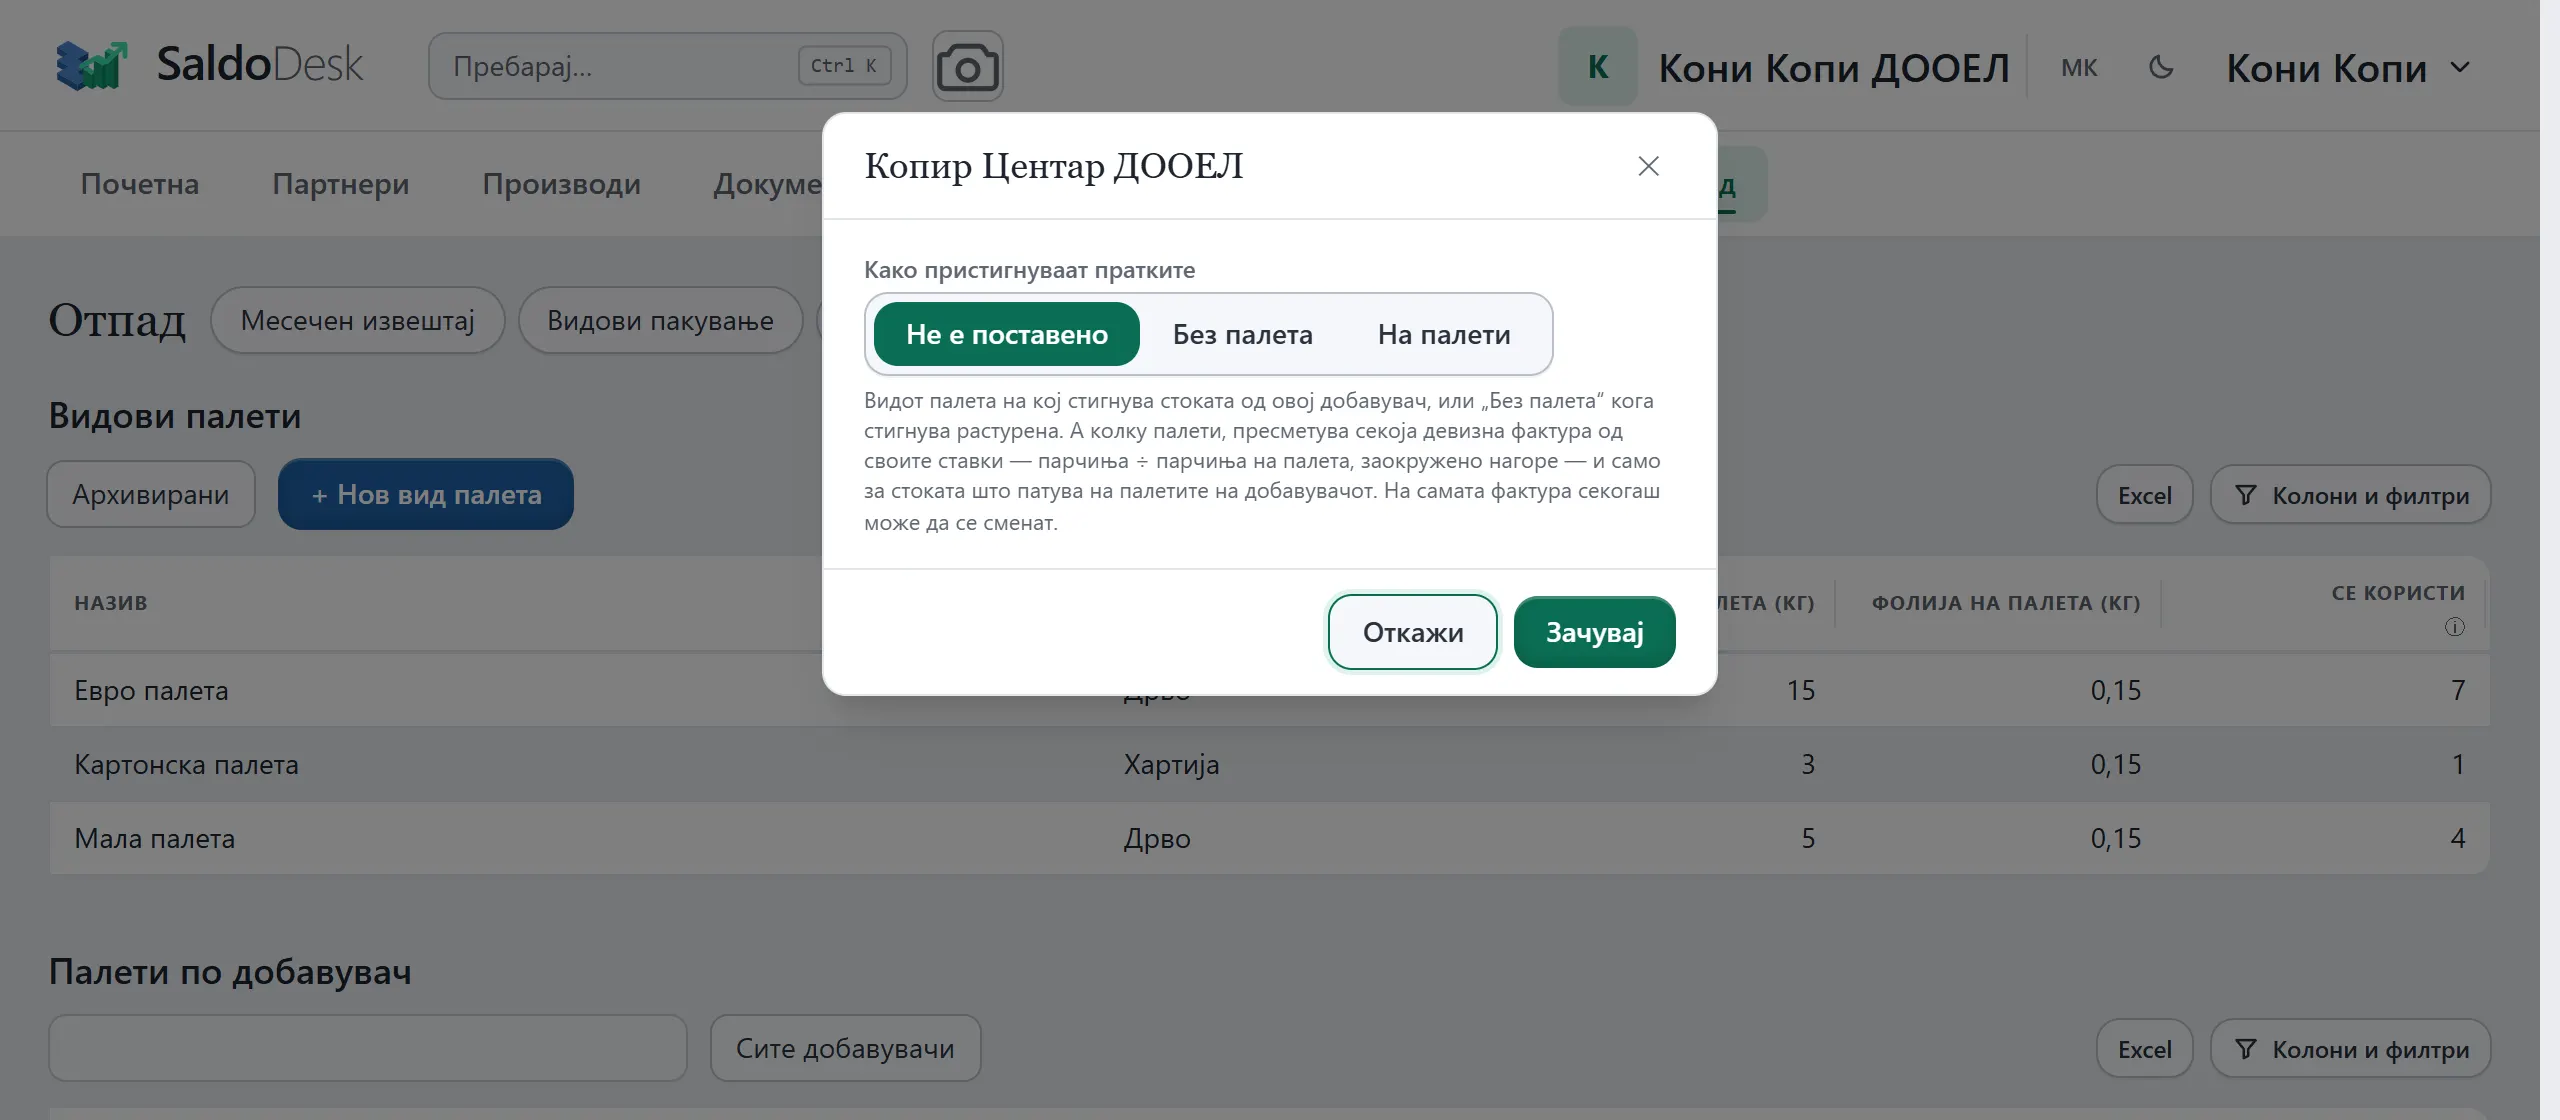 SaldoDesk
Пребарај...
Ctrl K
К
Кони Копи ДООЕЛ
МК
Кони Копи
Почетна
Партнери
Производи
Копир Центар ДООЕЛ
Како пристигнуваат пратките
Не е поставено
Без палета
На палети
Видот палета на кој стигнува стоката од овој добавувач, или „Без палета“ кога
стигнува растурена. А колку палети, пресметува секоја девизна фактура од
своите ставки — парчиња ÷ парчиња на палета, заокружено нагоре — и само
за стоката што патува на палетите на добавувачот. На самата фактура секогаш
може да се сменат.
Откажи
Зачувај
Отпад
Месечен извештај
Видови пакување
Видови палети
Архивирани
+ Нов вид палета
Excel
Колони и филтри
НАЗИВ
(КГ)
ФОЛИЈА НА ПАЛЕТА (КГ)
СЕ КОРИСТИ
Евро палета
Дрво
15
0,15
7
Картонска палета
Хартија
3
0,15
1
Мала палета
Дрво
5
0,15
4
Палети по добавувач
Сите добавувачи
Excel
Колони и филтри